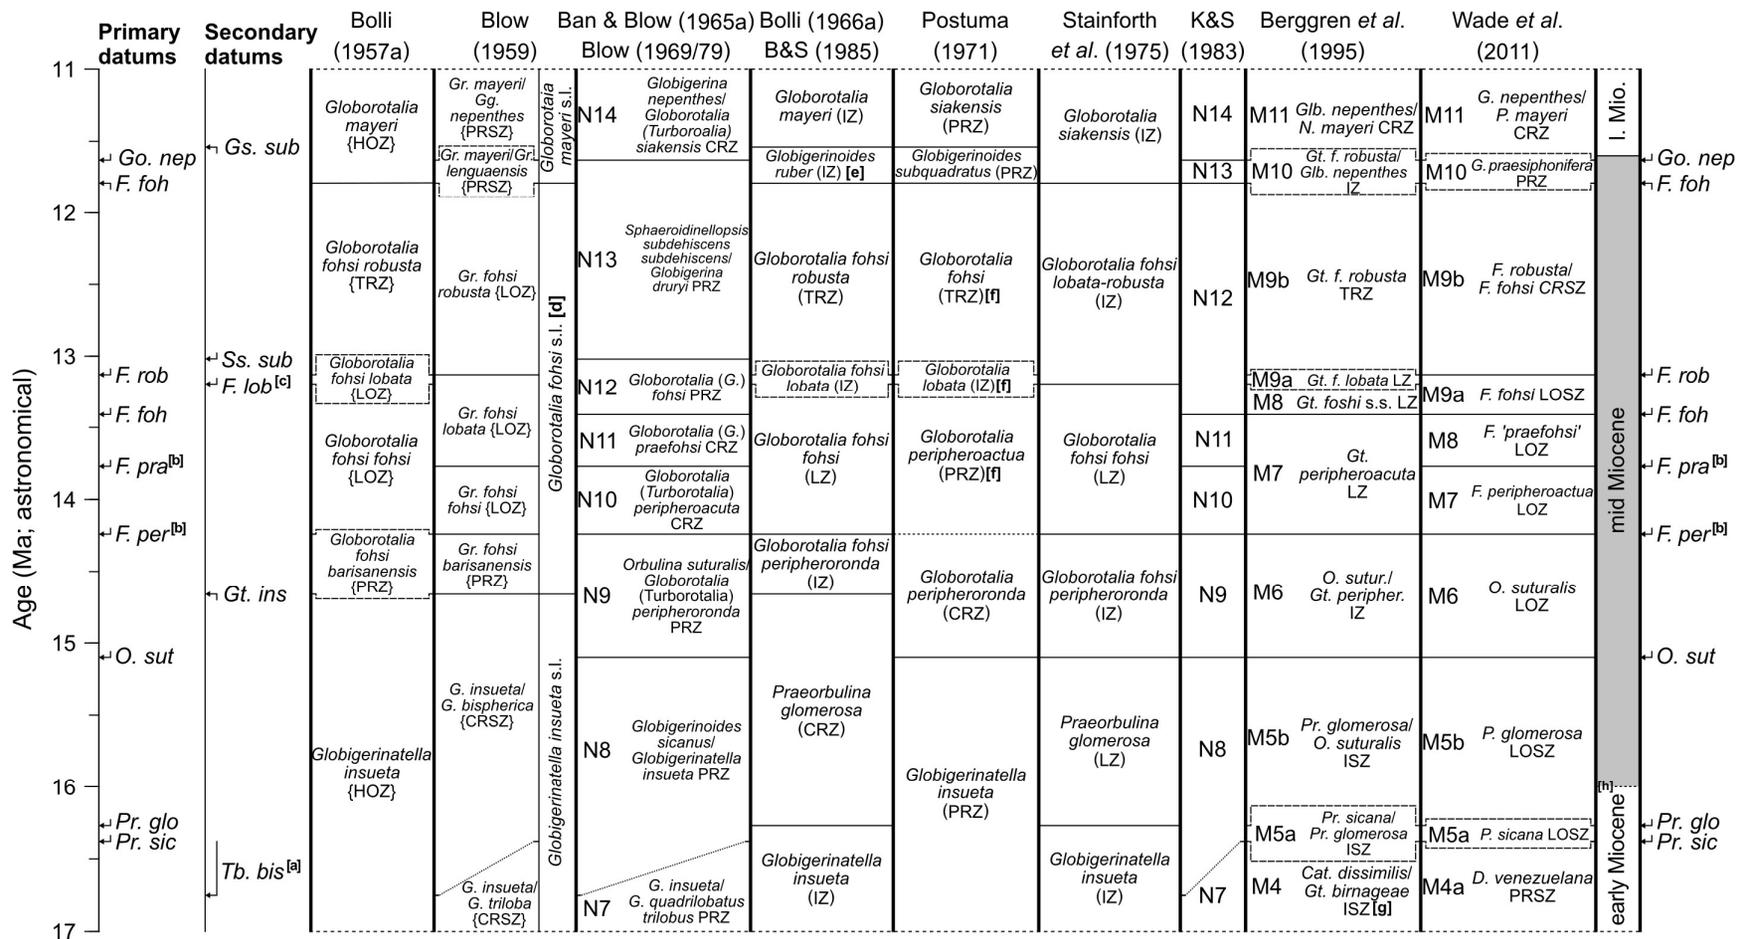 Primary
datums
Secondary
datums
Bolli
(1957a)
Blow
(1959)
Ban & Blow (1965a)
Blow (1969/79)
Bolli (1966a)
B&S (1985)
Postuma
(1971)
Stainforth
et al. (1975)
K&S
(1983)
Berggren et al.
(1995)
Wade et al.
(2011)
Age (Ma; astronomical)
11
12
13
14
15
16
17
Go. nep
F. foh
F. rob
F. lob[c]
F. foh
F. pra[b]
F. per[b]
O. sut
Pr. glo
Pr. sic
Gs. sub
Ss. sub
Gt. ins
Tb. bis[a]
Globorotalia
mayeri
{HOZ}
Globorotalia
fohsi robusta
{TRZ}
Globorotalia
fohsi lobata
{LOZ}
Globorotalia
fohsi fohsi
{LOZ}
Globorotalia
fohsi
barisanensis
{PRZ}
Globigerinatella
insueta
{HOZ}
Gr. mayeri/
Gg.
nepenthes
{PRSZ}
Gr. mayeri/Gr.
lenguaensis
{PRSZ}
Gr. fohsi
robusta {LOZ}
Gr. fohsi
lobata {LOZ}
Gr. fohsi
fohsi {LOZ}
Gr. fohsi
barisanensis
{PRZ}
G. insueta/
G. bispherica
{CRSZ}
G. insueta/
G. triloba
{CRSZ}
Globorotaia
mayeri s.l.
Globorotalia fohsi s.l. [d]
Globigerinatella insueta s.l.
N14
Globigerina
nepenthes/
Globorotalia
(Turboroalia)
siakensis CRZ
N13
Sphaeroidinellopsis
subdehiscens
subdehiscens/
Globigerina
druryi PRZ
N12
Globorotalia (G.)
fohsi PRZ
N11
Globorotalia (G.)
praefohsi CRZ
N10
Globorotalia
(Turborotalia)
peripheroacuta
CRZ
N9
Orbulina suturalis/
Globorotalia
(Turborotalia)
peripheroronda
PRZ
N8
Globigerinoides
sicanus/
Globigerinatella
insueta PRZ
N7
G. insueta/
G. quadrilobatus
trilobus PRZ
Globorotalia
mayeri (IZ)
Globigerinoides
ruber (IZ) [e]
Globorotalia fohsi
robusta
(TRZ)
Globorotalia fohsi
lobata (IZ)
Globorotalia fohsi
fohsi
(LZ)
Globorotalia fohsi
peripheroronda
(IZ)
Praeorbulina
glomerosa
(CRZ)
Globigerinatella
insueta
(IZ)
Globorotalia
siakensis
(PRZ)
Globigerinoides
subquadratus (PRZ)
Globorotalia
fohsi
(TRZ)[f]
Globorotalia
lobata (IZ)[f]
Globorotalia
peripheroactua
(PRZ)[f]
Globorotalia
peripheroronda
(CRZ)
Globigerinatella
insueta
(PRZ)
Globorotalia
siakensis (IZ)
Globorotalia fohsi
lobata-robusta
(IZ)
Globorotalia
fohsi fohsi
(LZ)
Globorotalia fohsi
peripheroronda
(IZ)
Praeorbulina
glomerosa
(LZ)
Globigerinatella
insueta
(IZ)
N14
N13
N12
N11
N10
N9
N8
N7
M11
Glb. nepenthes/
N. mayeri CRZ
M10
Gt. f. robusta/
Glb. nepenthes
IZ
M9b
Gt. f. robusta
TRZ
M9a
Gt. f. lobata LZ
M8
Gt. foshi s.s. LZ
M7
Gt.
peripheroacuta
LZ
M6
O. sutur./
Gt. peripher.
IZ
M5b
Pr. glomerosa/
O. suturalis
ISZ
M5a
Pr. sicana/
Pr. glomerosa
ISZ
M4
Cat. dissimilis/
Gt. birnageae
ISZ[g]
M11
G. nepenthes/
P. mayeri
CRZ
M10
G. praesiphonifera
PRZ
M9b
F. robusta/
F. fohsi CRSZ
M9a
F. fohsi LOSZ
M8
F. 'praefohsi'
LOZ
M7
F. peripheroactua
LOZ
M6
O. suturalis
LOZ
M5b
P. glomerosa
LOSZ
M5a
P. sicana LOSZ
M4a
D. venezuelana
PRSZ
l. Mio.
mid Miocene
[h]
early Miocene
Go. nep
F. foh
F. rob
F. foh
F. pra[b]
F. per[b]
O. sut
Pr. glo
Pr. sic